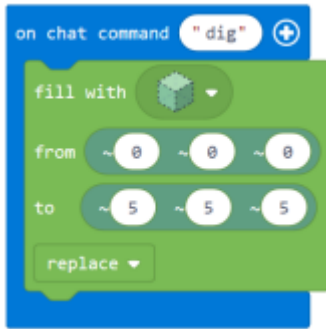 on chat command "dig"
fill with
from ~0 ~0 ~0
to ~5 ~5 ~5
replace